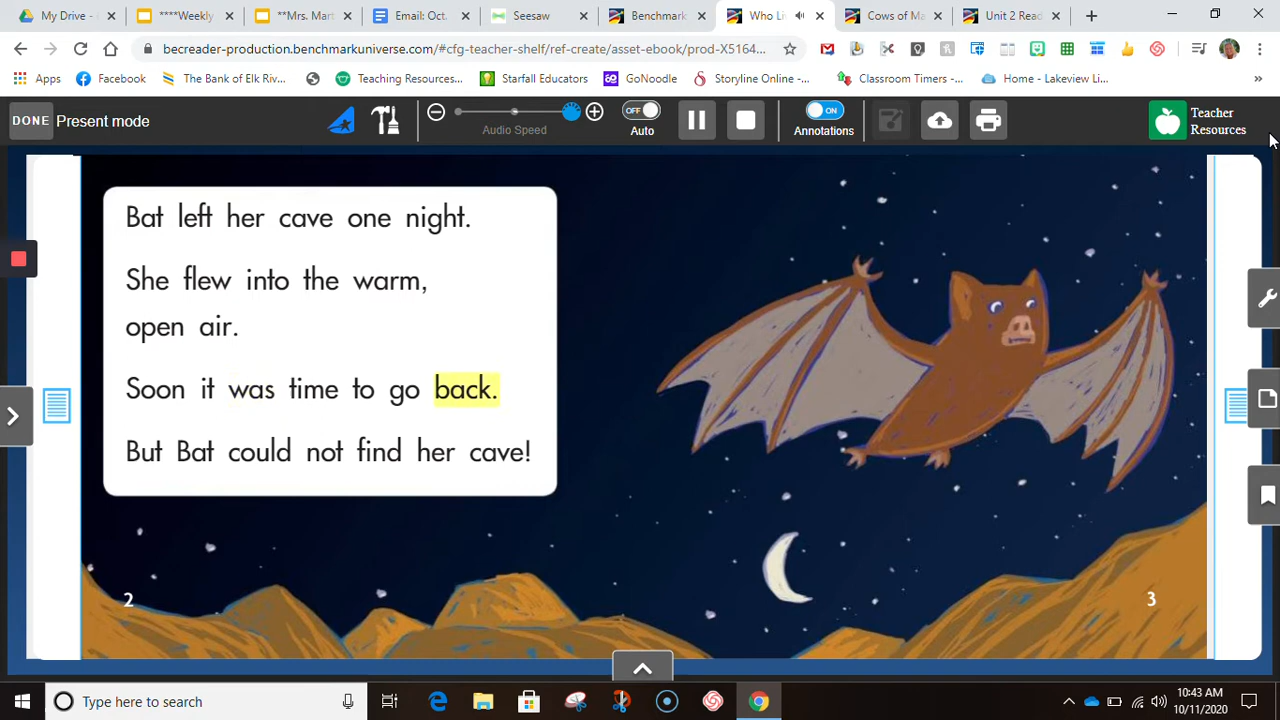 My Drive -
****Weekly
**Mrs. Mart
Email: Oct.
Seesaw
Benchmark
Who Li
Cows of Ma
Unit 2 Read
becreader-production.benchmarkuniverse.com/#cfg-teacher-shelf/ref-create/asset-ebook/prod-X5164...
Apps
Facebook
The Bank of Elk Riv...
Teaching Resources...
Starfall Educators
GoNoodle
Storyline Online -...
Classroom Timers -...
Home - Lakeview Li...
DONE Present mode
Audio Speed
OFF
Auto
ON
Annotations
Teacher
Resources
Bat left her cave one night.
She flew into the warm,
open air.
Soon it was time to go back.
But Bat could not find her cave!
2
3
Type here to search
10:43 AM
10/11/2020